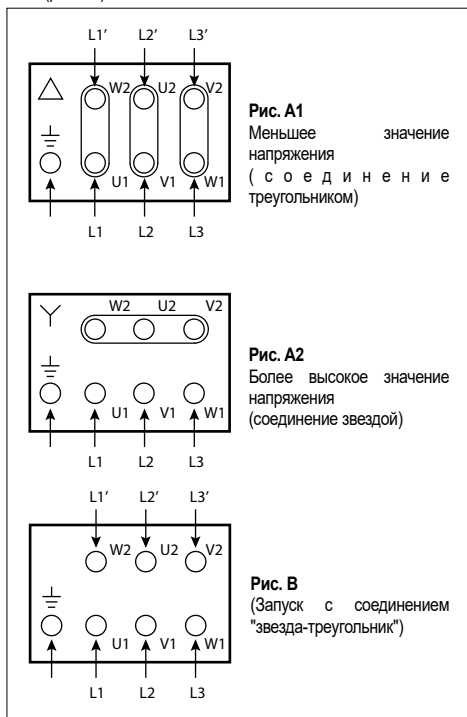 L1’ L2’ L3’
W2 U2 V2
U1 V1 W1
L1 L2 L3
Рис. A1
Меньшее значение
напряжения
( с о е д и н е н и е
треугольником)
W2 U2 V2
U1 V1 W1
L1 L2 L3
Рис. A2
Более высокое значение
напряжения
(соединение звездой)
L1’ L2’ L3’
W2 U2 V2
U1 V1 W1
L1 L2 L3
Рис. B
(Запуск с соединением
"звезда-треугольник")